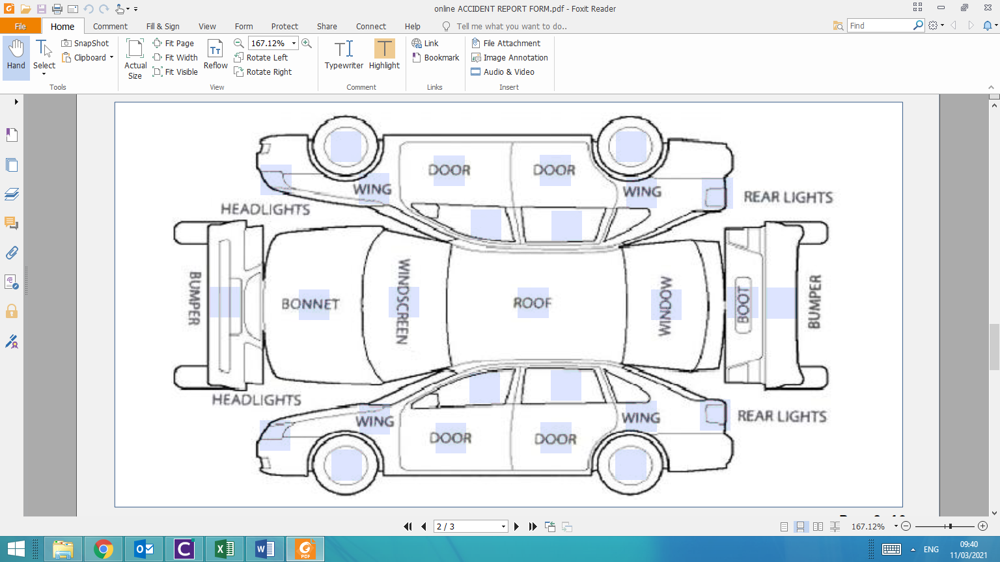 online ACCIDENT REPORT FORM.pdf - Foxit Reader
File Home Comment Fill & Sign View Form Protect Share Connect Help Tell me what you want to do.. Find
Hand
Select
SnapShot
Clipboard
Tools
Actual Size
Fit Page
Fit Width
Fit Visible
Reflow
167.12%
Rotate Left
Rotate Right
View
Typewriter
Highlight
Comment
Link
Bookmark
Links
File Attachment
Image Annotation
Audio & Video
Insert
DOOR DOOR
WING WING
HEADLIGHTS REAR LIGHTS
BUMPER BONNET WINDSCREEN ROOF WINDOW BOOT BUMPER
HEADLIGHTS
WING WING REAR LIGHTS
DOOR DOOR
2 / 3
167.12%
PDF
ENG
09:40
11/03/2021